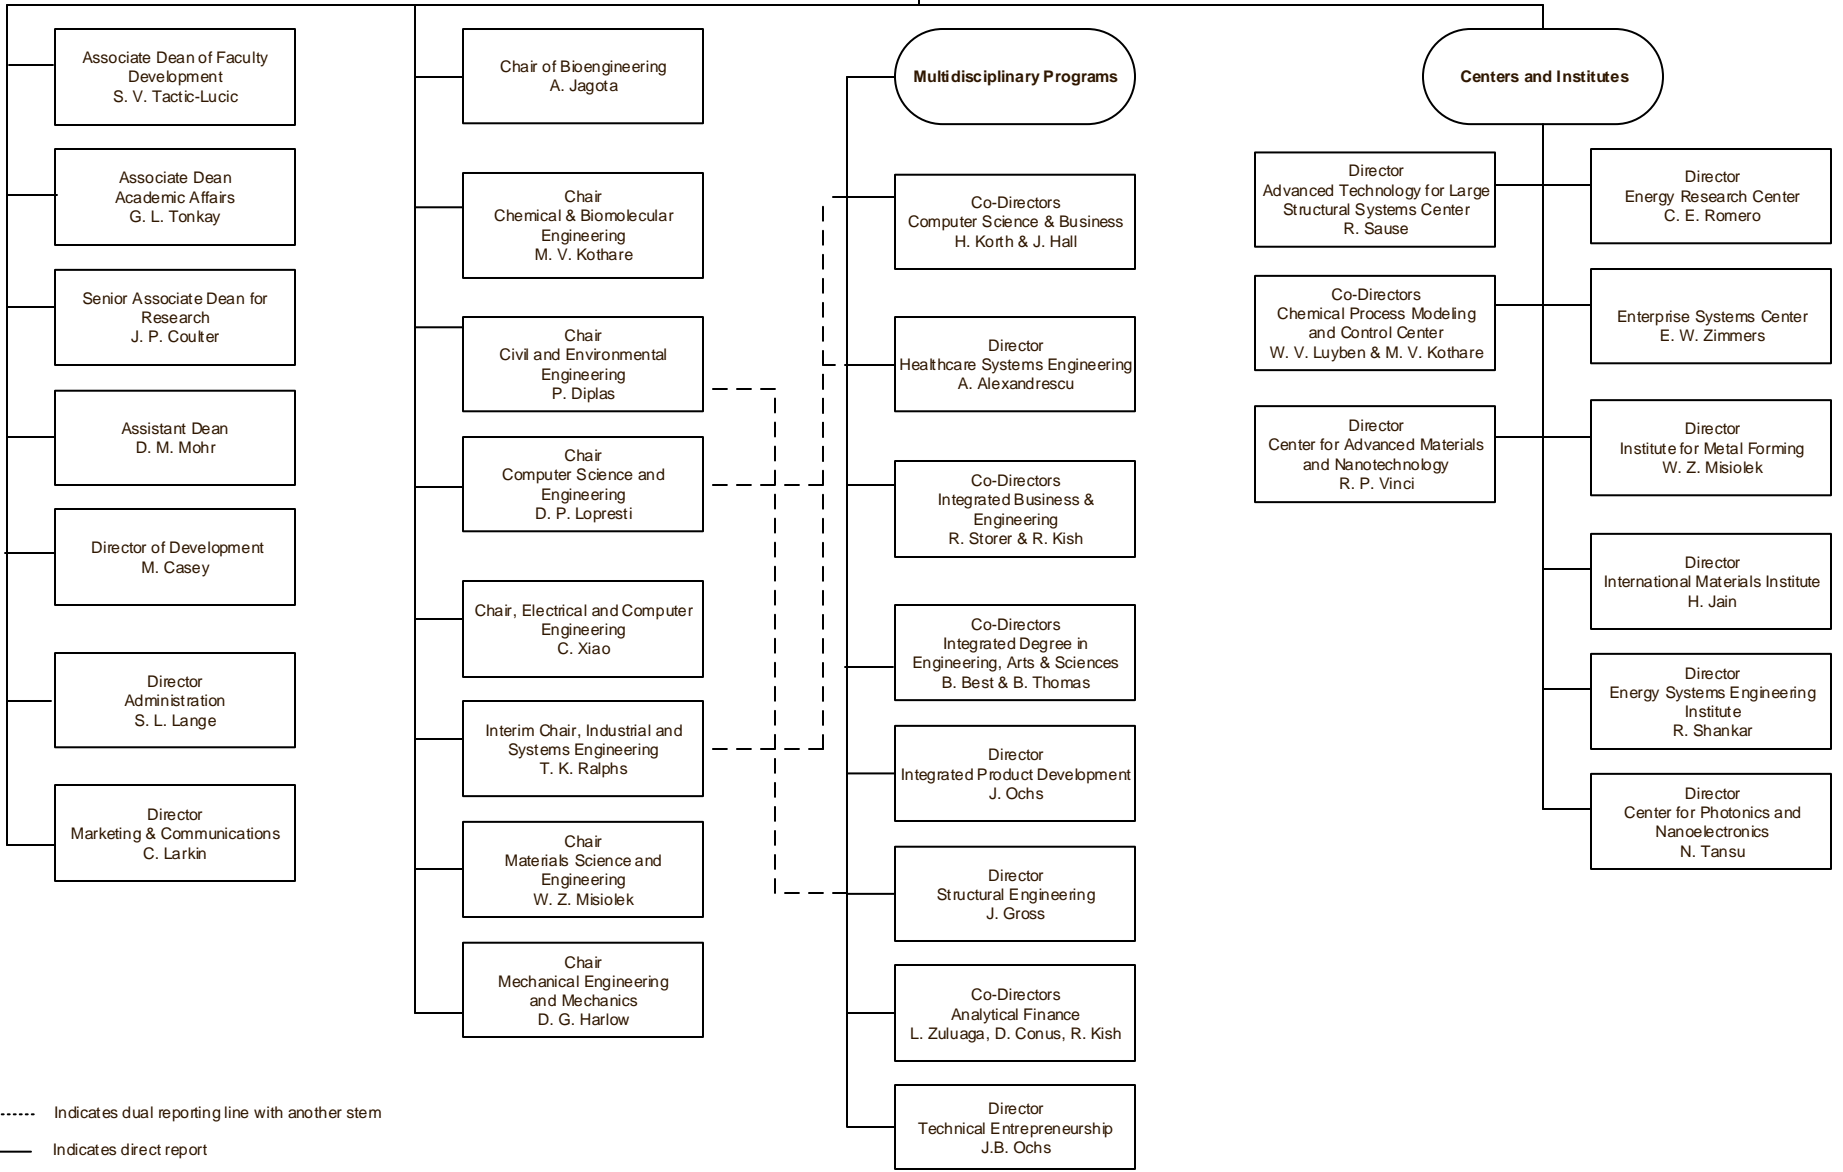 Associate Dean of Faculty
Development
S. V. Tactic-Lucic
Associate Dean
Academic Affairs
G. L. Tonkay
Senior Associate Dean for
Research
J. P. Coulter
Assistant Dean
D. M. Mohr
Director of Development
M. Casey
Director
Administration
S. L. Lange
Director
Marketing & Communications
C. Larkin
Chair of Bioengineering
A. Jagota
Chair
Chemical & Biomolecular
Engineering
M. V. Kothare
Chair
Civil and Environmental
Engineering
P. Diplas
Chair
Computer Science and
Engineering
D. P. Lopresti
Chair, Electrical and Computer
Engineering
C. Xiao
Interim Chair, Industrial and
Systems Engineering
T. K. Ralphs
Chair
Materials Science and
Engineering
W. Z. Misiolek
Chair
Mechanical Engineering
and Mechanics
D. G. Harlow
Multidisciplinary Programs
Co-Directors
Computer Science & Business
H. Korth & J. Hall
Director
Healthcare Systems Engineering
A. Alexandrescu
Co-Directors
Integrated Business &
Engineering
R. Storer & R. Kish
Co-Directors
Integrated Degree in
Engineering, Arts & Sciences
B. Best & B. Thomas
Director
Integrated Product Development
J. Ochs
Director
Structural Engineering
J. Gross
Co-Directors
Analytical Finance
L. Zuluaga, D. Conus, R. Kish
Director
Technical Entrepreneurship
J.B. Ochs
Centers and Institutes
Director
Advanced Technology for Large
Structural Systems Center
R. Sause
Co-Directors
Chemical Process Modeling
and Control Center
W. V. Luyben & M. V. Kothare
Director
Center for Advanced Materials
and Nanotechnology
R. P. Vinci
Director
Energy Research Center
C. E. Romero
Enterprise Systems Center
E. W. Zimmers
Director
Institute for Metal Forming
W. Z. Misiolek
Director
International Materials Institute
H. Jain
Director
Energy Systems Engineering
Institute
R. Shankar
Director
Center for Photonics and
Nanoelectronics
N. Tansu
Indicates dual reporting line with another stem
Indicates direct report